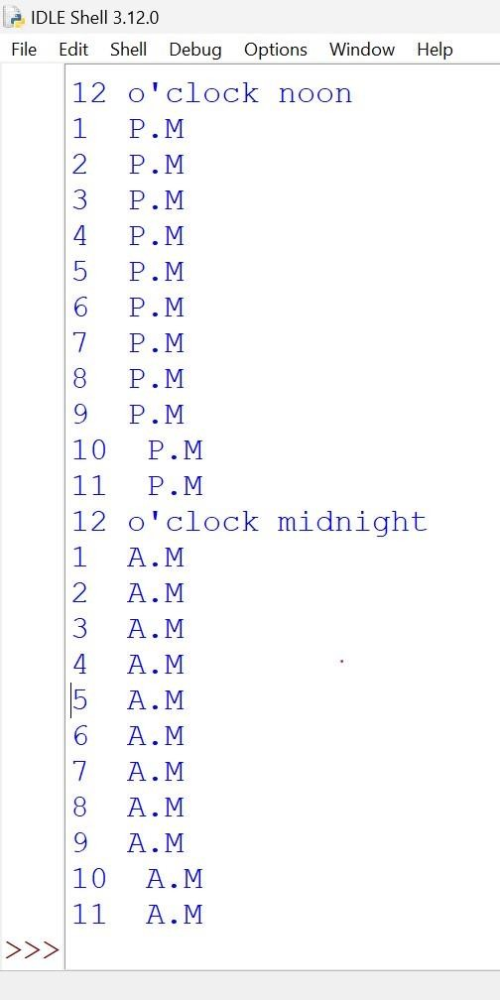 IDLE Shell 3.12.0
File Edit Shell Debug Options Window Help
12 o'clock noon
1  P.M
2  P.M
3  P.M
4  P.M
5  P.M
6  P.M
7  P.M
8  P.M
9  P.M
10  P.M
11  P.M
12 o'clock midnight
1  A.M
2  A.M
3  A.M
4  A.M
5  A.M
6  A.M
7  A.M
8  A.M
9  A.M
10  A.M
11  A.M
>>>